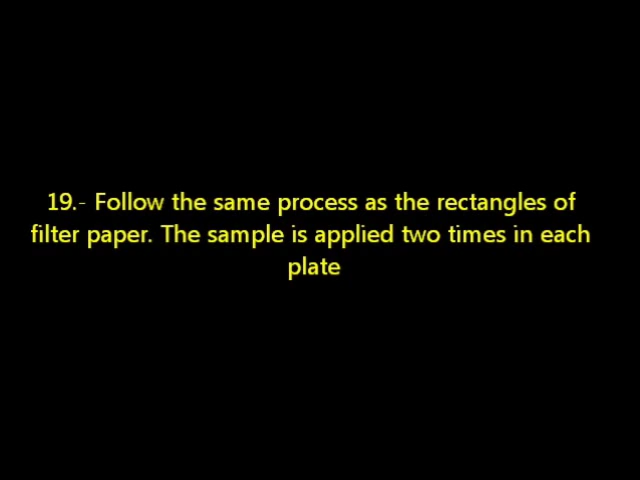 19.- Follow the same process as the rectangles of
filter paper. The sample is applied two times in each
plate